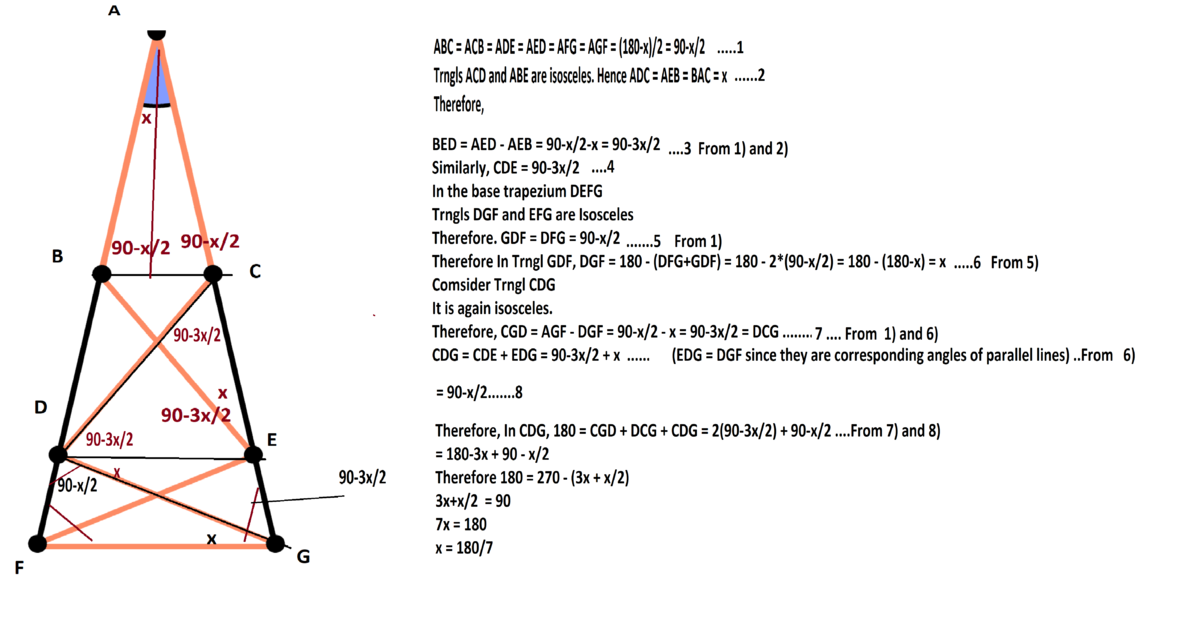 A
x
90-x/2 90-x/2
B
C
90-3x/2
x
90-3x/2
D
90-3x/2
E
x
90-x/2
90-3x/2
x
G
F
ABC = ACB = ADE = AED = AFG = AGF = (180-x)/2 = 90-x/2 .....1
Trngls ACD and ABE are isosceles. Hence ADC = AEB = BAC = x ......2
Therefore,
BED = AED - AEB = 90-x/2-x = 90-3x/2 ....3 From 1) and 2)
Similarly, CDE = 90-3x/2 ....4
In the base trapezium DEFG
Trngls DGF and EFG are Isosceles
Therefore. GDF = DFG = 90-x/2 .......5 From 1)
Therefore In Trngl GDF, DGF = 180 - (DFG+GDF) = 180 - 2*(90-x/2) = 180 - (180-x) = x .....6 From 5)
Comsider Trngl CDG
It is again isosceles.
Therefore, CGD = AGF - DGF = 90-x/2 - x = 90-3x/2 = DCG ........ 7 .... From 1) and 6)
CDG = CDE + EDG = 90-3x/2 + x ...... (EDG = DGF since they are corresponding angles of parallel lines) ..From 6)
= 90-x/2.......8
Therefore, In CDG, 180 = CGD + DCG + CDG = 2(90-3x/2) + 90-x/2 ....From 7) and 8)
= 180-3x + 90 - x/2
Therefore 180 = 270 - (3x + x/2)
3x+x/2 = 90
7x = 180
x = 180/7